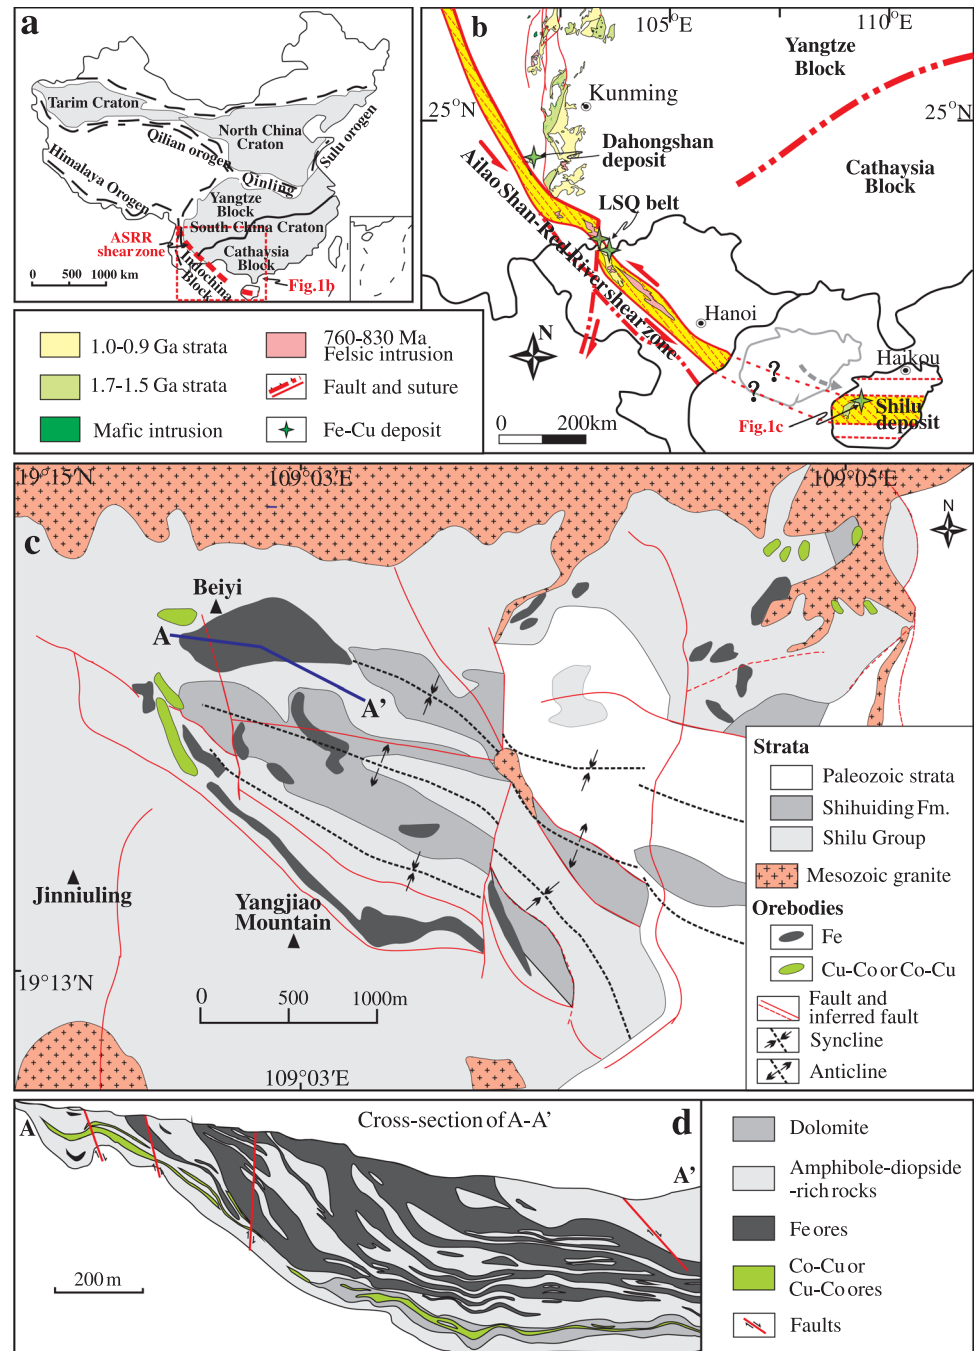 a
Tarim Craton
North China
Craton
Qilian orogen
Sulu orogen
Himalaya Orogen
Qinling
Yangtze
Block
South China Craton
ASRR
shear zone
Cathaysia
Block
Indochina
Block
0 500 1000 km
Fig.1b
b
105°E
110°E
Yangtze
Block
Kunming
25°N
25°N
Dahongshan
deposit
Cathaysia
Block
Ailao Shan-Red River shear zone
LSQ belt
N
Hanoi
Haikou
?
?
Shilu
deposit
Fig.1c
0 200km
1.0-0.9 Ga strata
760-830 Ma
Felsic intrusion
1.7-1.5 Ga strata
Fault and suture
Mafic intrusion
Fe-Cu deposit
19°15′N
109°03′E
109°05′E
c
N
Beiyi
A
A’
Jinniuling
Yangjiao
Mountain
19°13′N
0 500 1000m
109°03′E
Strata
Paleozoic strata
Shihuiding Fm.
Shilu Group
Mesozoic granite
Orebodies
Fe
Cu-Co or Co-Cu
Fault and
inferred fault
Syncline
Anticline
Cross-section of A-A’
d
A
A’
200 m
Dolomite
Amphibole-diopside
-rich rocks
Fe ores
Co-Cu or
Cu-Co ores
Faults